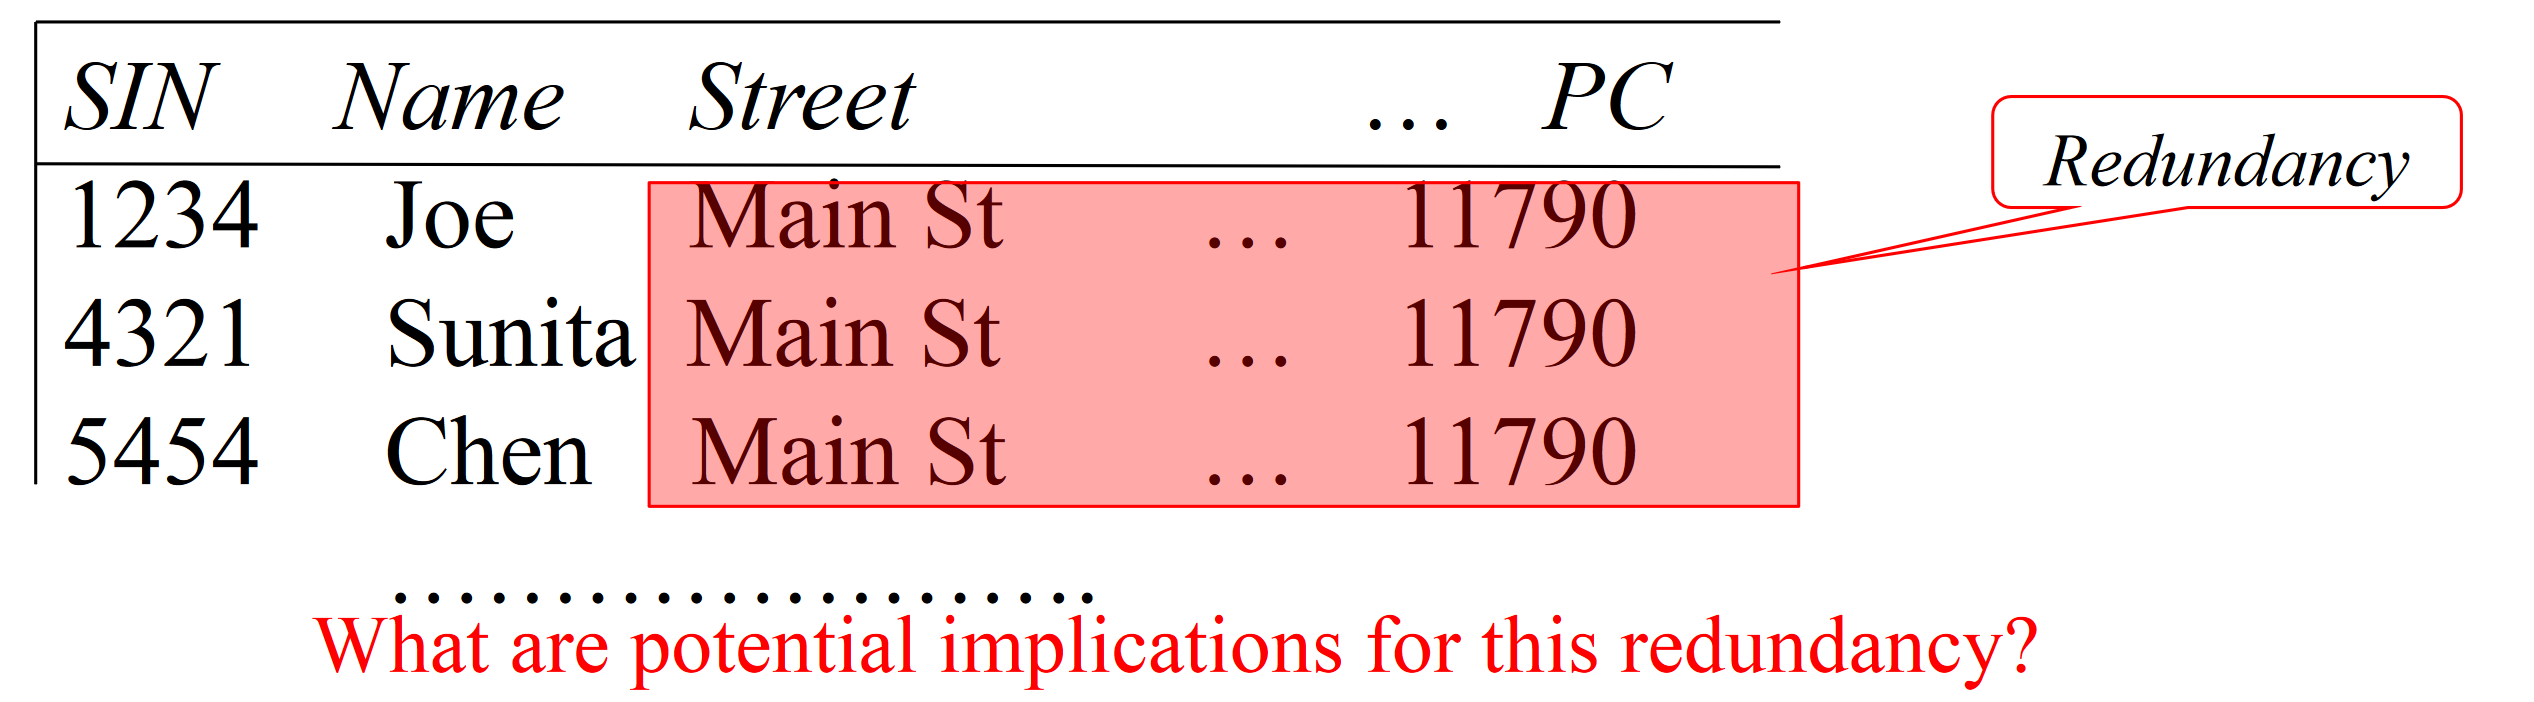 SIN Name Street … PC
Redundancy
1234 Joe Main St … 11790
4321 Sunita Main St … 11790
5454 Chen Main St … 11790
…………………….
What are potential implications for this redundancy?